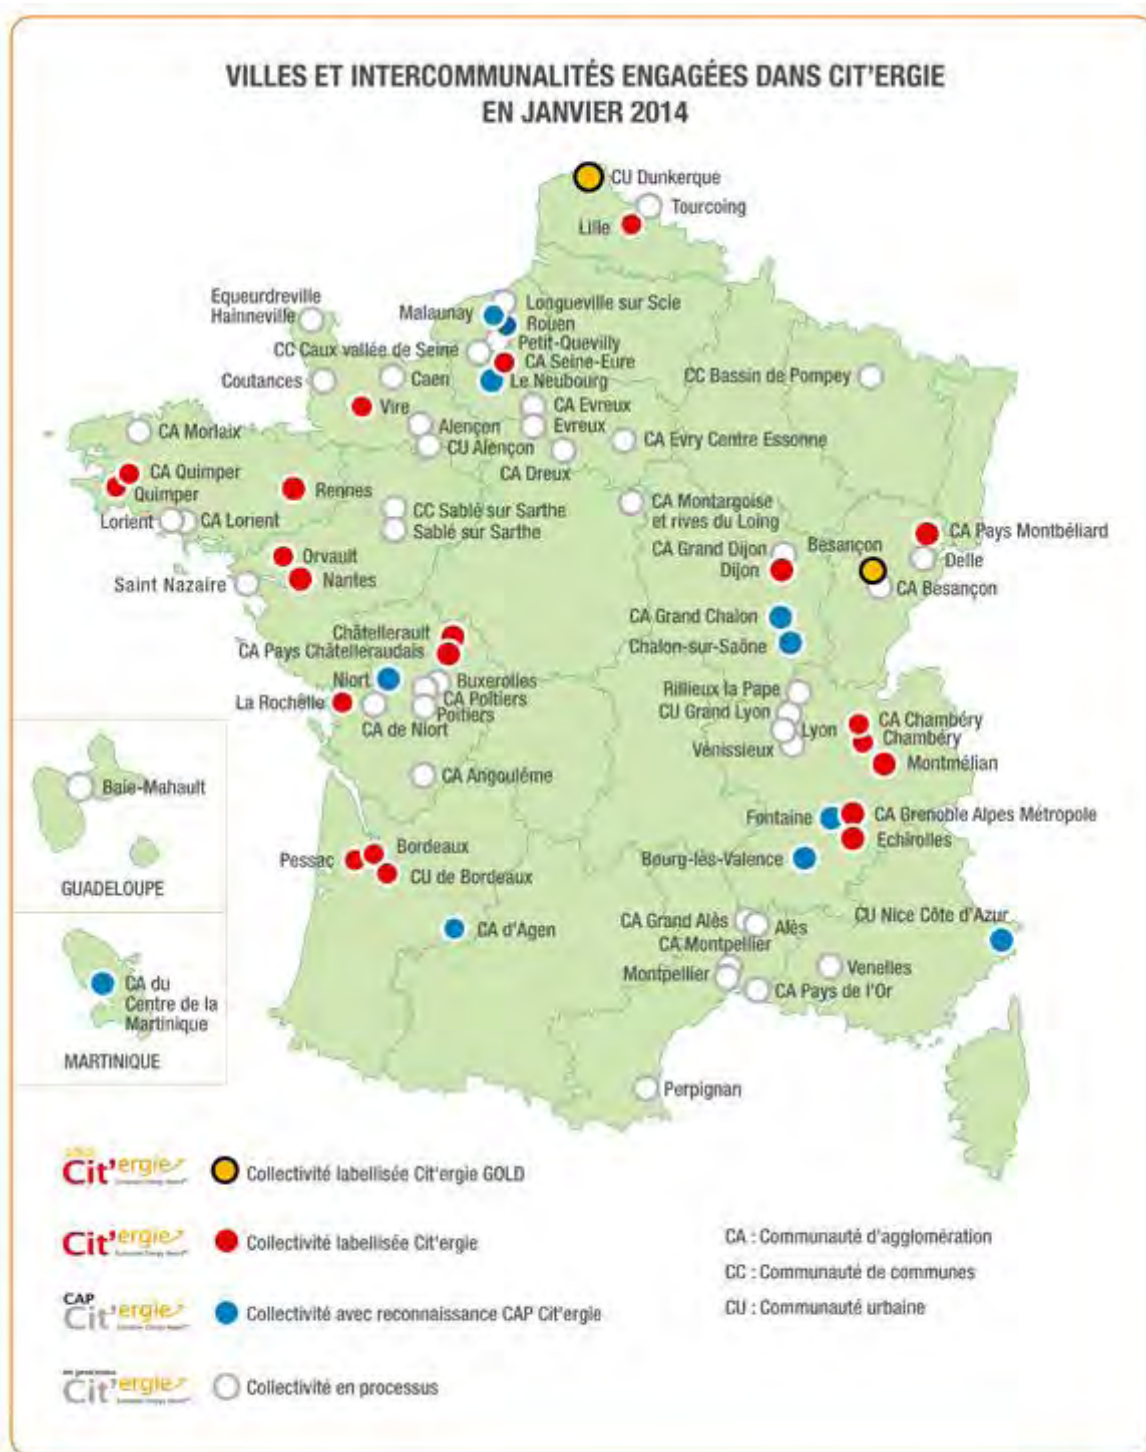 VILLES ET INTERCOMMUNALITÉS ENGAGÉES DANS CIT'ERGIE
EN JANVIER 2014
CU Dunkerque
Tourcoing
Lille
Equeurdreville
Hainneville
Malaunay
Longueville sur Scie
Rouen
Petit-Quevilly
CC Caux vallée de Seine
CA Seine-Eure
Coutances
Caen
Le Neubourg
CC Bassin de Pompey
Vire
CA Evreux
Alençon
Evreux
CA Morlaix
CU Alençon
CA Evry Centre Essonne
CA Dreux
CA Quimper
Quimper
Rennes
CC Sablé sur Sarthe
CA Montargoise
et rives du Loing
Lorient
CA Lorient
Sablé sur Sarthe
CA Pays Montbéliard
CA Grand Dijon
Besançon
Orvault
Dijon
Delle
Saint Nazaire
Nantes
CA Besançon
CA Grand Chalon
Châtellerault
Chalon-sur-Saône
CA Pays Châtelleraudais
Niort
Buxerolles
Rillieux la Pape
La Rochelle
CA Poitiers
Poitiers
CU Grand Lyon
CA Chambéry
CA de Niort
Lyon
Chambéry
Vénissieux
Montmélian
CA Angoulême
Baie-Mahault
Fontaine
CA Grenoble Alpes Métropole
Echirolles
Bordeaux
Pessac
Bourg-lès-Valence
CU de Bordeaux
GUADELOUPE
CA Grand Alès
Alès
CU Nice Côte d'Azur
CA d'Agen
CA Montpellier
Montpellier
Venelles
CA du
Centre de la
Martinique
CA Pays de l'Or
MARTINIQUE
Perpignan
Cit'ergie
Collectivité labellisée Cit'ergie GOLD
Cit'ergie
Collectivité labellisée Cit'ergie
CAP
Cit'ergie
Collectivité avec reconnaissance CAP Cit'ergie
en processus
Cit'ergie
Collectivité en processus
CA : Communauté d'agglomération
CC : Communauté de communes
CU : Communauté urbaine